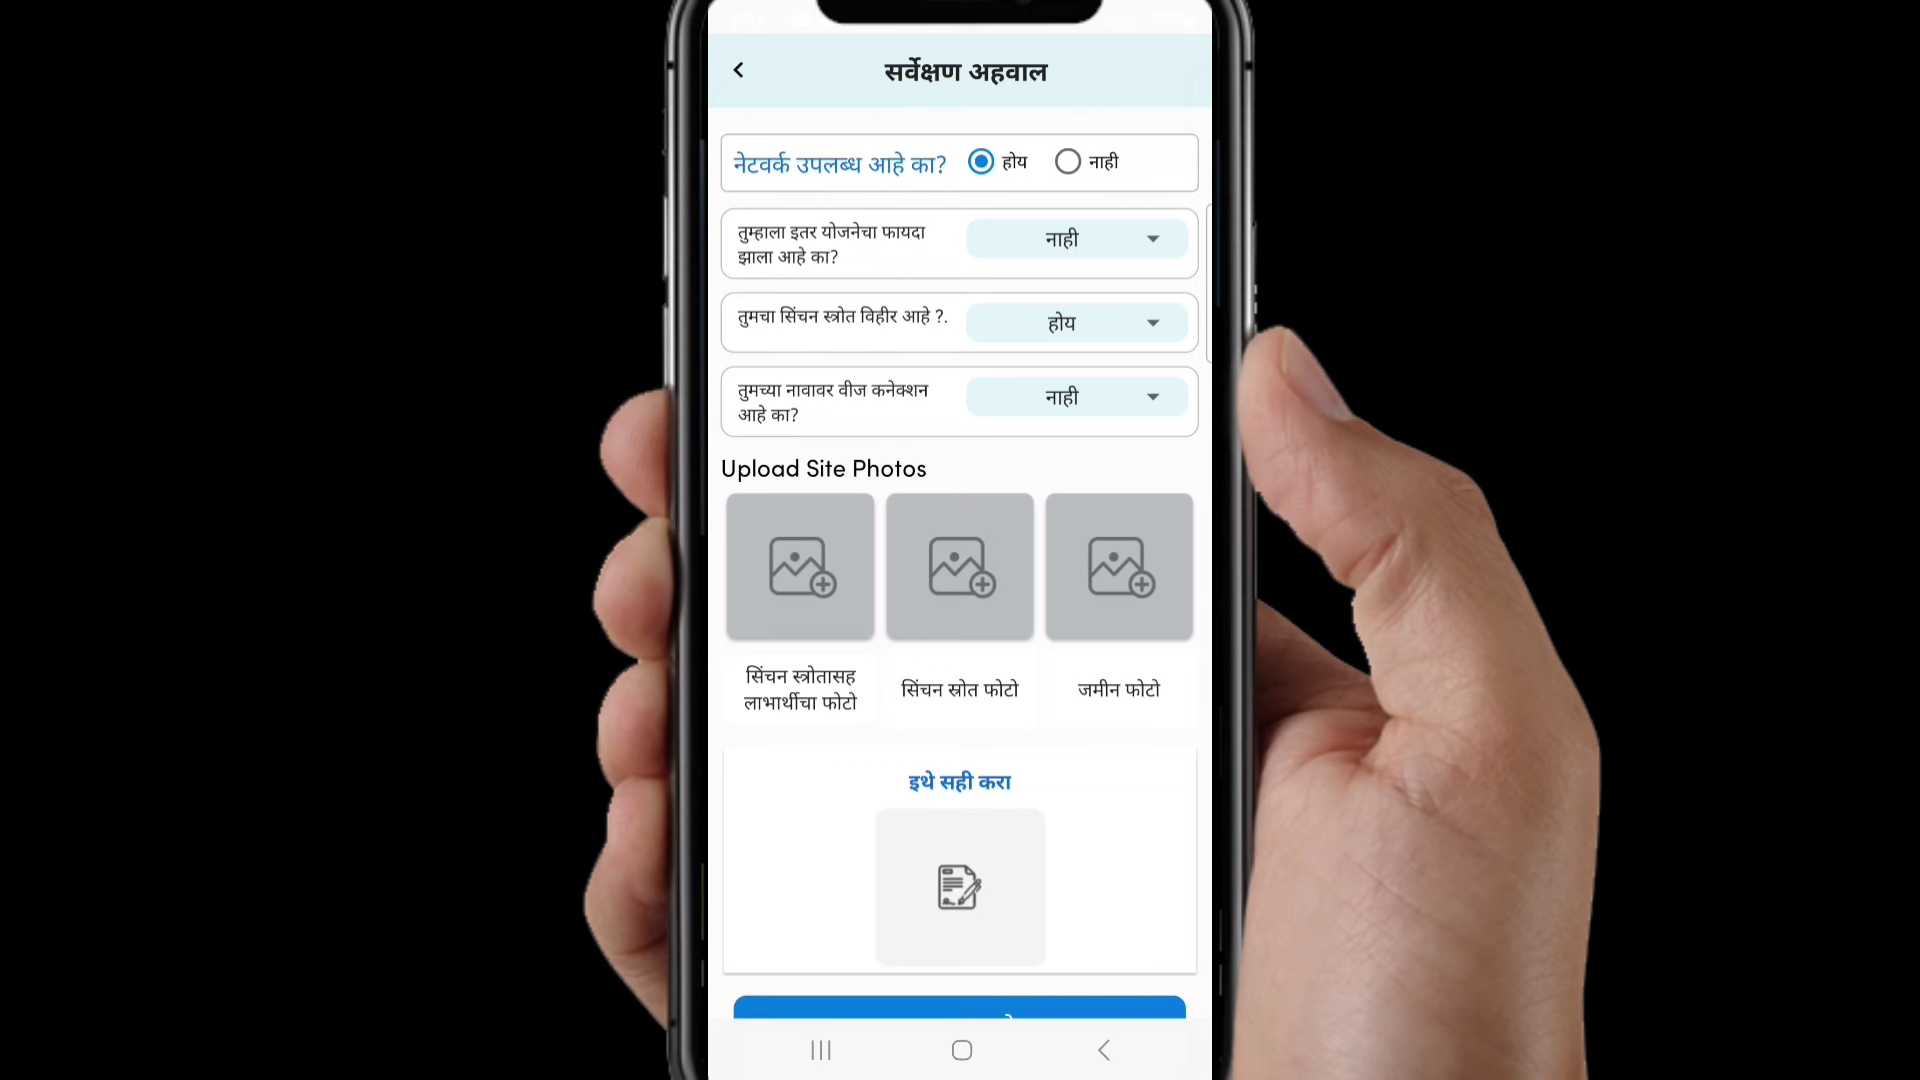 सर्वेक्षण अहवाल
नेटवर्क उपलब्ध आहे का? होय नाही
तुम्हाला इतर योजनेचा फायदा
झाला आहे का?
नाही
तुमचा सिंचन स्त्रोत विहीर आहे ?.
होय
तुमच्या नावावर वीज कनेक्शन
आहे का?
नाही
Upload Site Photos
सिंचन स्त्रोतासह
लाभार्थीचा फोटो
सिंचन स्रोत फोटो
जमीन फोटो
इथे सही करा